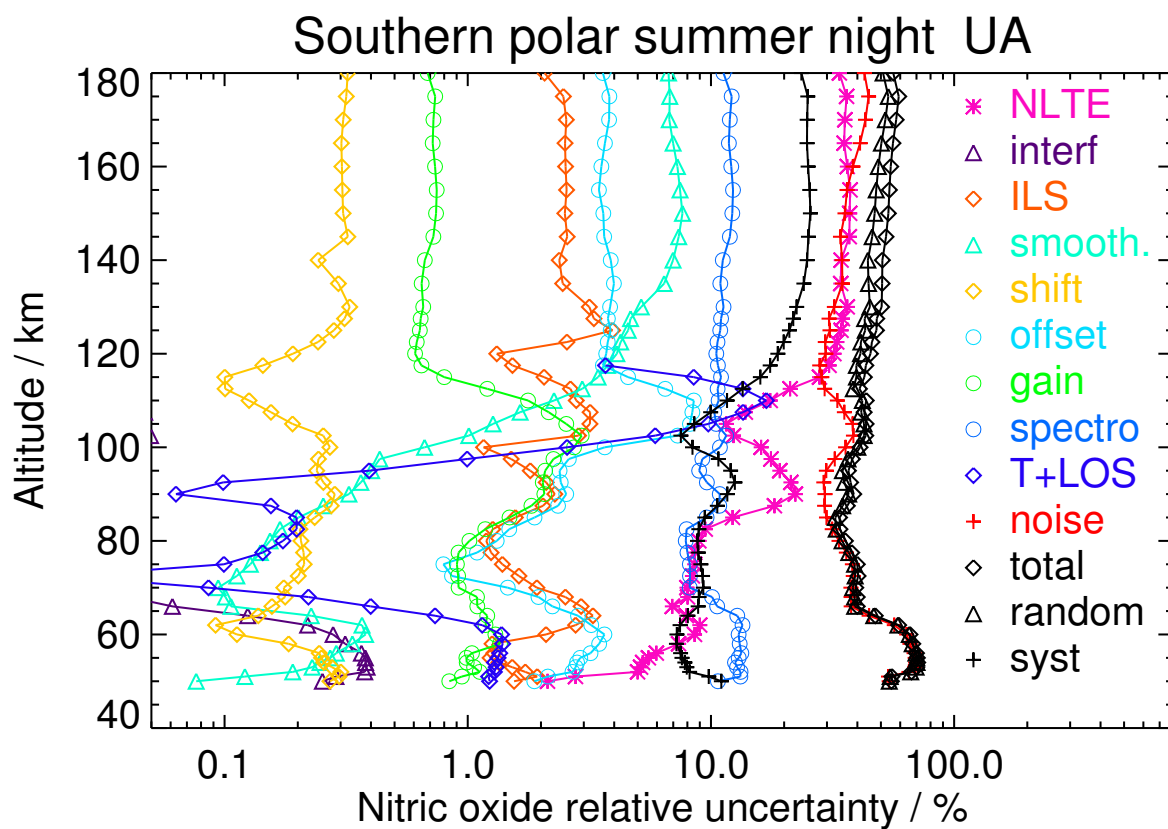 Southern polar summer night UA
180
160
140
120
100
80
60
40
Altitude / km
NLTE
interf
ILS
smooth.
shift
offset
gain
spectro
T+LOS
noise
total
random
syst
0.1
1.0
10.0
100.0
Nitric oxide relative uncertainty / %